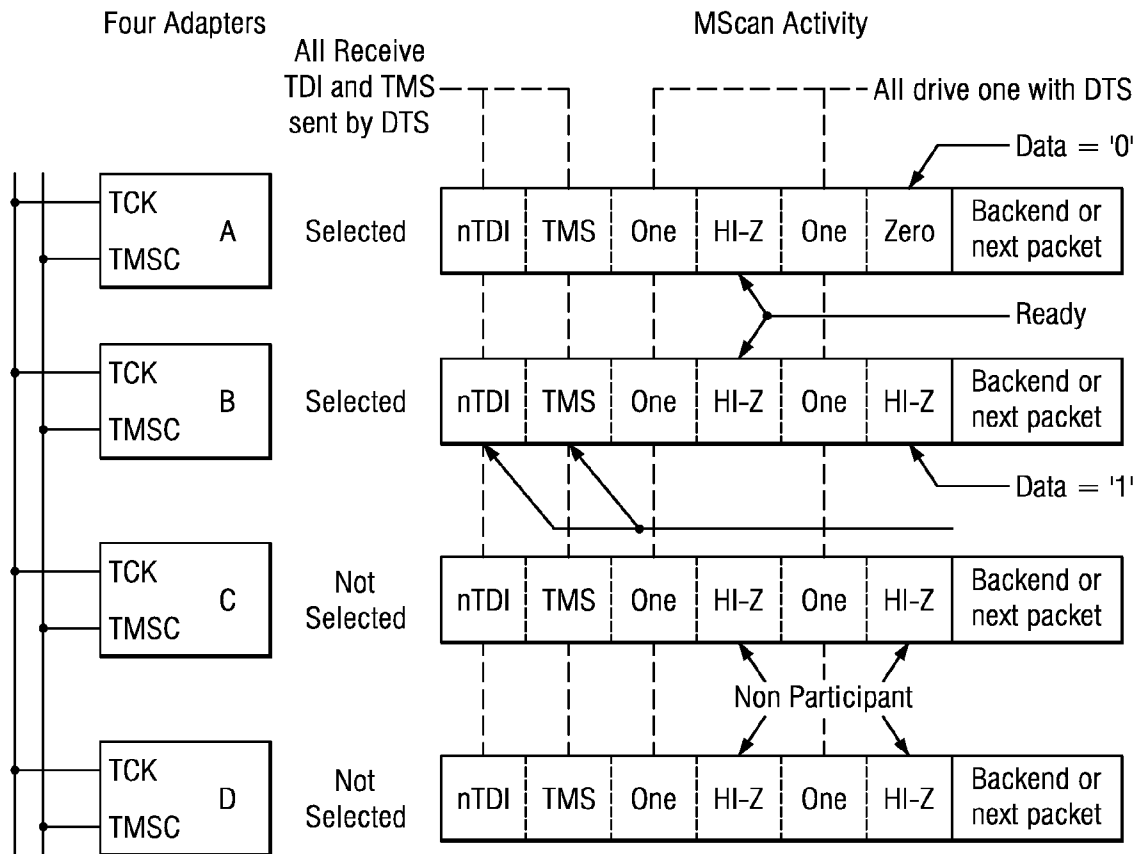 Four Adapters
MScan Activity
All Receive
TDI and TMS
sent by DTS
All drive one with DTS
Data = '0'
TCK
TMSC
A
Selected
nTDI
TMS
One
HI-Z
One
Zero
Backend or
next packet
Ready
TCK
TMSC
B
Selected
nTDI
TMS
One
HI-Z
One
HI-Z
Backend or
next packet
Data = '1'
TCK
TMSC
C
Not
Selected
nTDI
TMS
One
HI-Z
One
HI-Z
Backend or
next packet
Non Participant
TCK
TMSC
D
Not
Selected
nTDI
TMS
One
HI-Z
One
HI-Z
Backend or
next packet